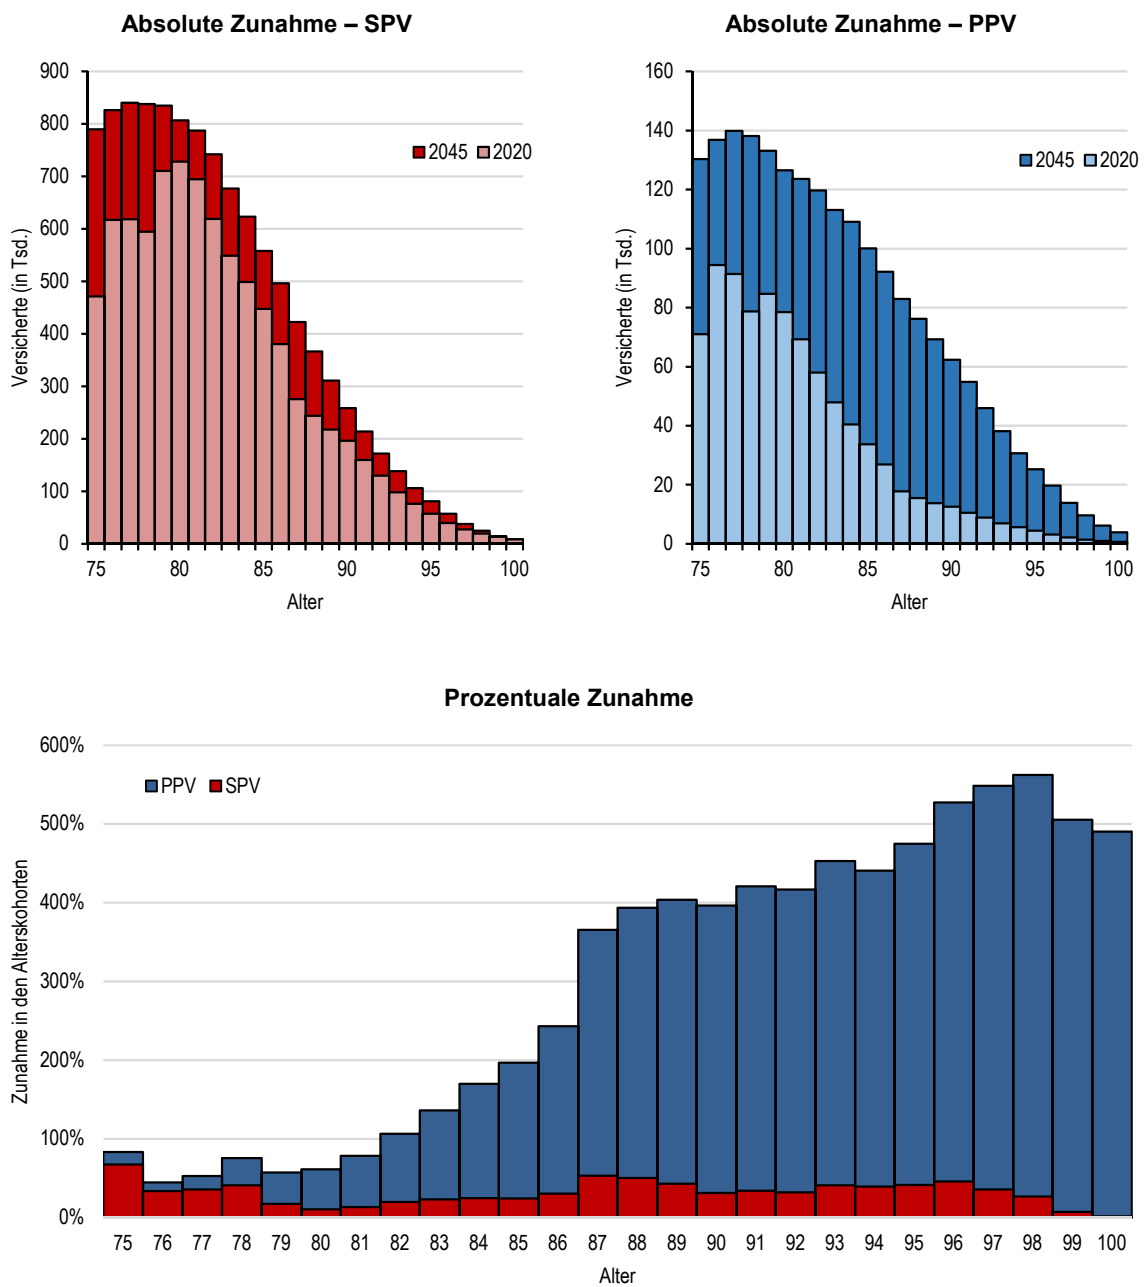 Absolute Zunahme – SPV
900
800
700
600
500
400
300
200
100
0
Versicherte (in Tsd.)
2045 2020
75 80 85 90 95 100
Alter
Absolute Zunahme – PPV
160
140
120
100
80
60
40
20
0
Versicherte (in Tsd.)
2045 2020
75 80 85 90 95 100
Alter
Prozentuale Zunahme
600%
500%
400%
300%
200%
100%
0%
Zunahme in den Alterskohorten
PPV SPV
75 76 77 78 79 80 81 82 83 84 85 86 87 88 89 90 91 92 93 94 95 96 97 98 99 100
Alter